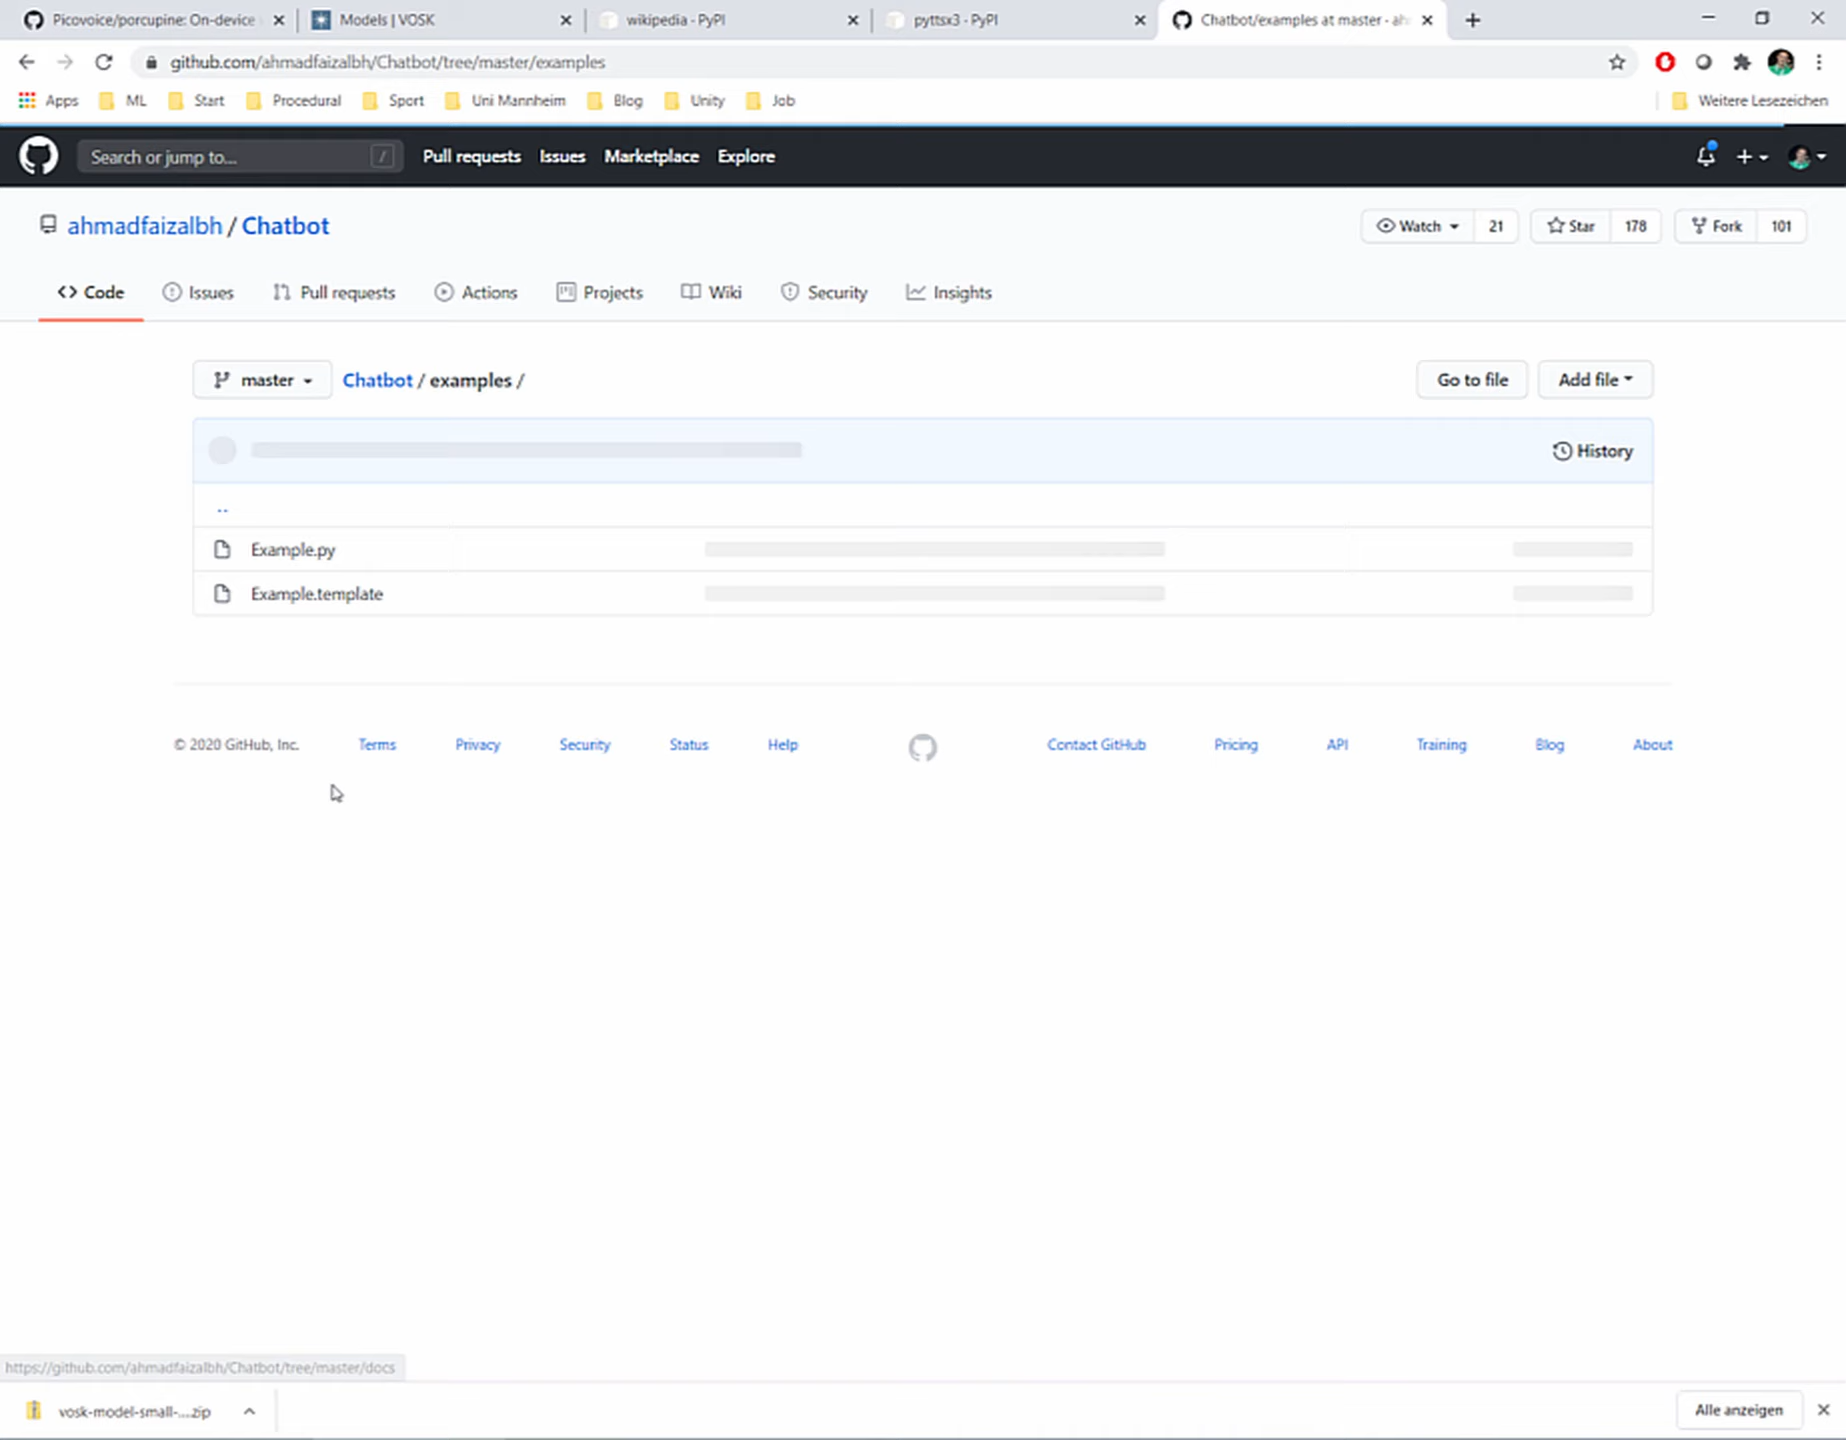 Picovoice/porcupine: On-device
Models | VOSK
wikipedia · PyPI
pyttsx3 · PyPI
Chatbot/examples at master · ah
github.com/ahmadfaizalbh/Chatbot/tree/master/examples
Apps ML Start Procedural Sport Uni Mannheim Blog Unity Job Weitere Lesezeichen
Search or jump to... / Pull requests Issues Marketplace Explore
ahmadfaizalbh / Chatbot
Watch 21 Star 178 Fork 101
<> Code Issues Pull requests Actions Projects Wiki Security Insights
master Chatbot / examples / Go to file Add file
History
..
Example.py
Example.template
© 2020 GitHub, Inc. Terms Privacy Security Status Help Contact GitHub Pricing API Training Blog About
https://github.com/ahmadfaizalbh/Chatbot/tree/master/docs
vosk-model-small-....zip Alle anzeigen